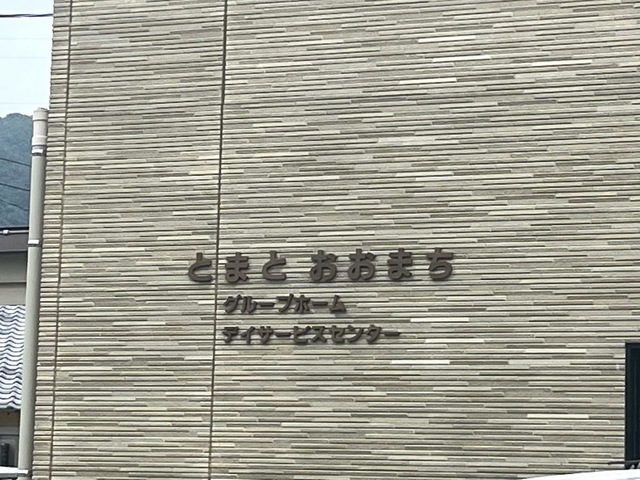 とまと おおまち
グループホーム
デイサービスセンター